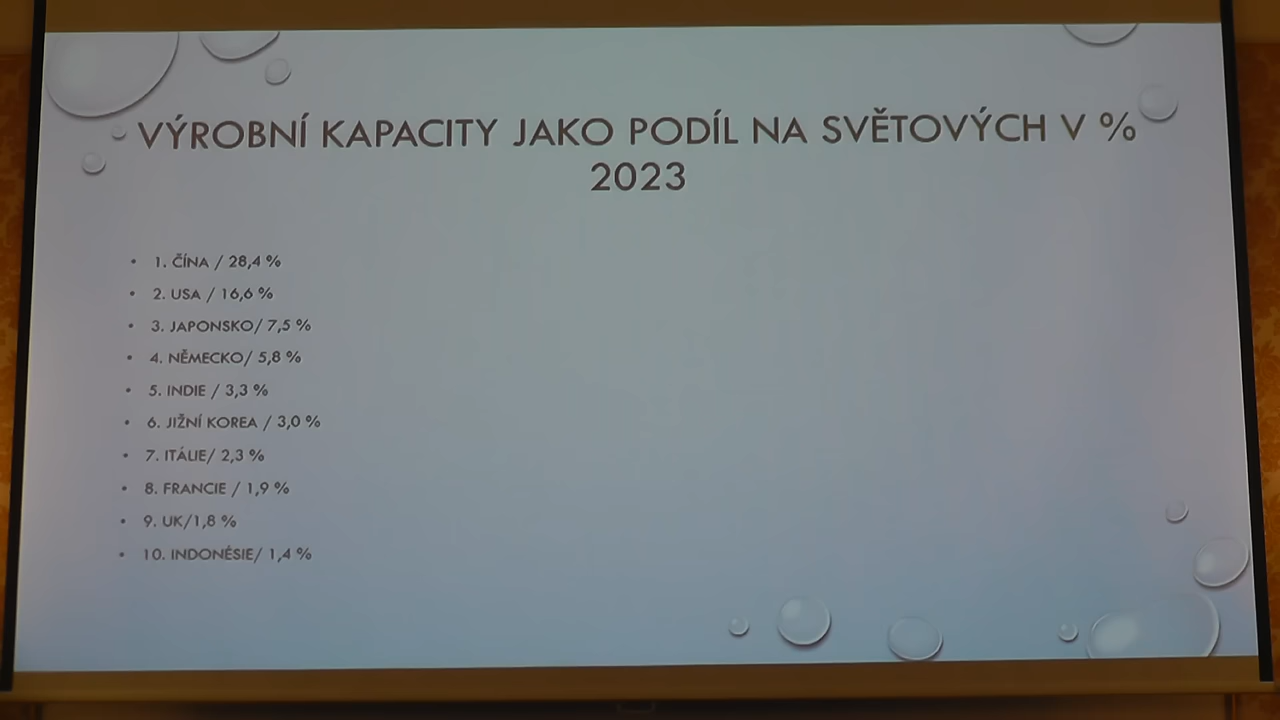 VÝROBNÍ KAPACITY JAKO PODÍL NA SVĚTOVÝCH V %
2023
• 1. ČÍNA / 28,4 %
• 2. USA / 16,6 %
• 3. JAPONSKO/ 7,5 %
• 4. NĚMECKO/ 5,8 %
• 5. INDIE / 3,3 %
• 6. JIŽNÍ KOREA / 3,0 %
• 7. ITÁLIE/ 2,3 %
• 8. FRANCIE / 1,9 %
• 9. UK/1,8 %
• 10. INDONÉSIE/ 1,4 %